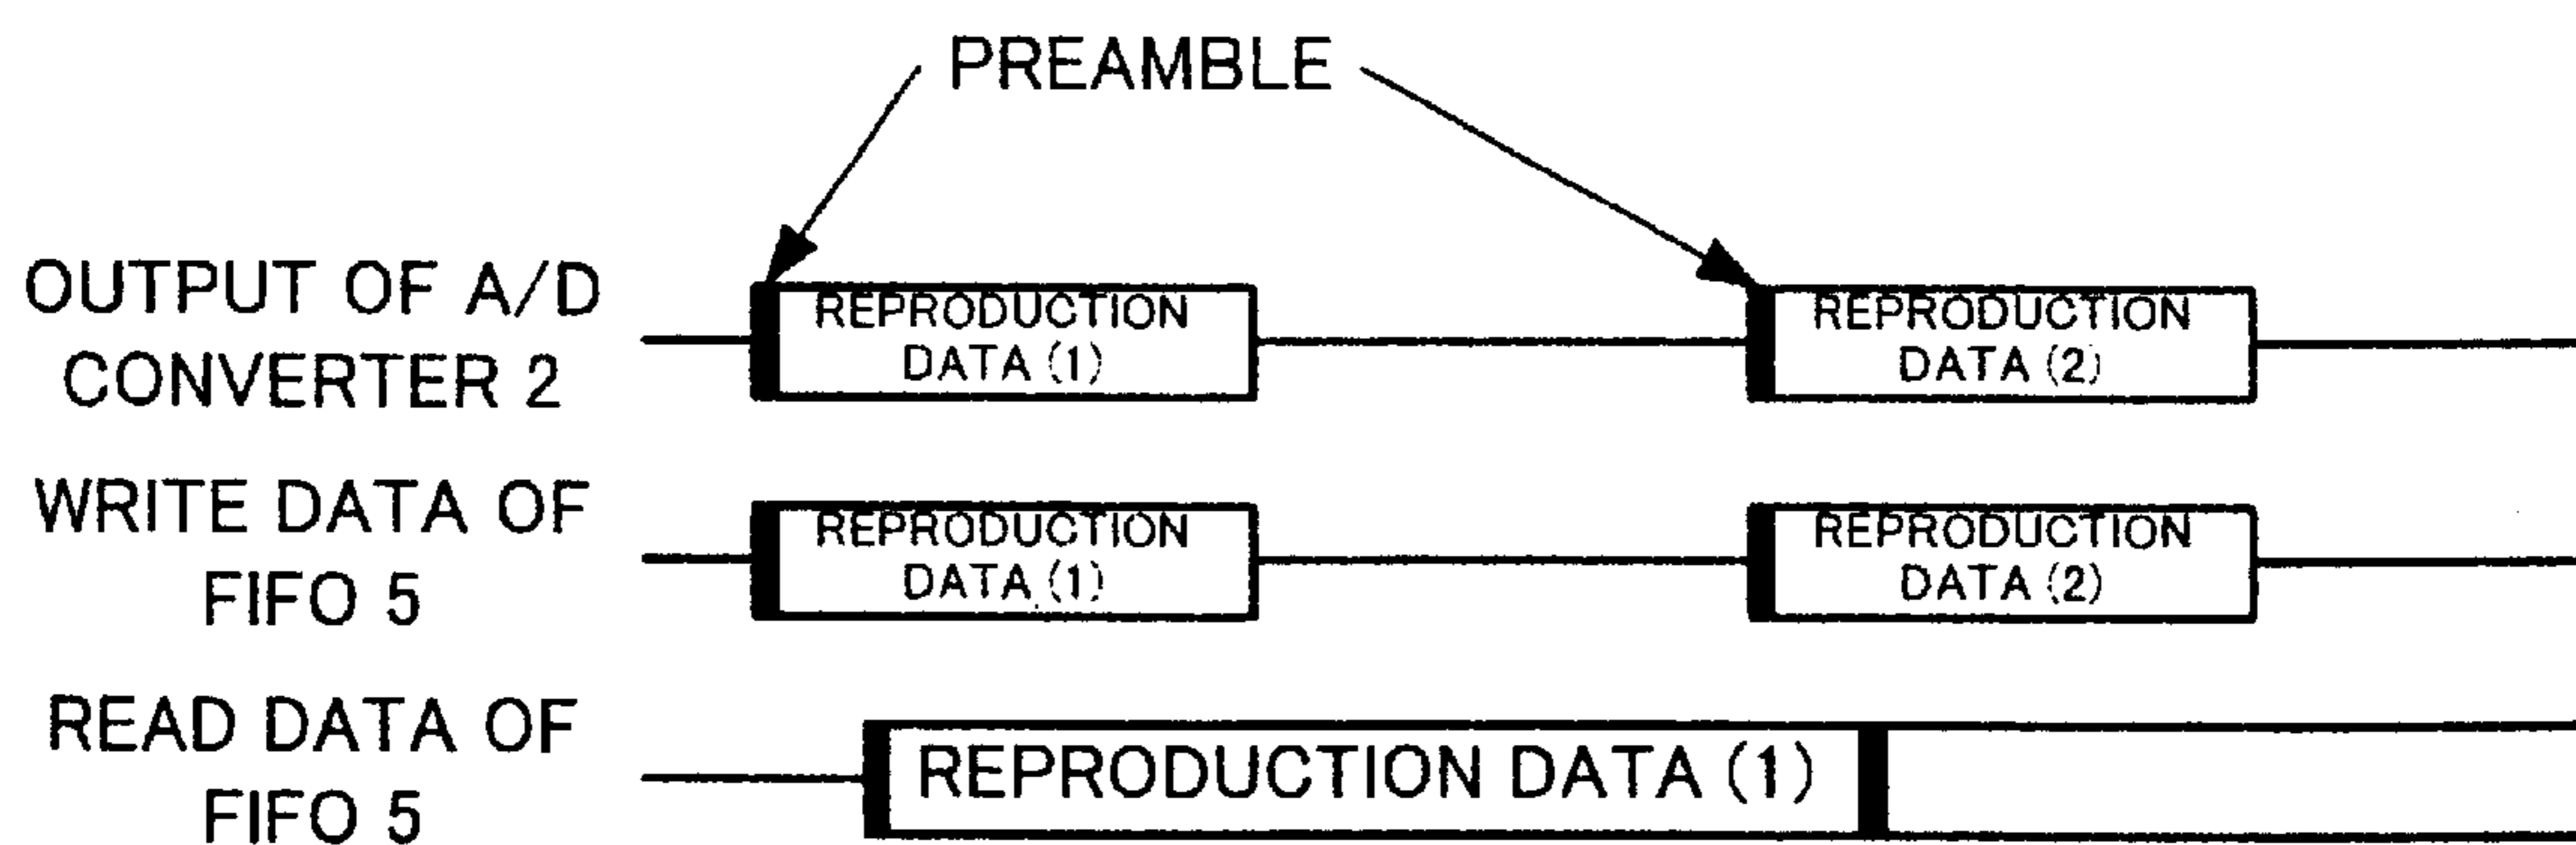 PREAMBLE
OUTPUT OF A/D
CONVERTER 2
REPRODUCTION
DATA (1)
REPRODUCTION
DATA (2)
WRITE DATA OF
FIFO 5
REPRODUCTION
DATA (1)
REPRODUCTION
DATA (2)
READ DATA OF
FIFO 5
REPRODUCTION DATA (1)